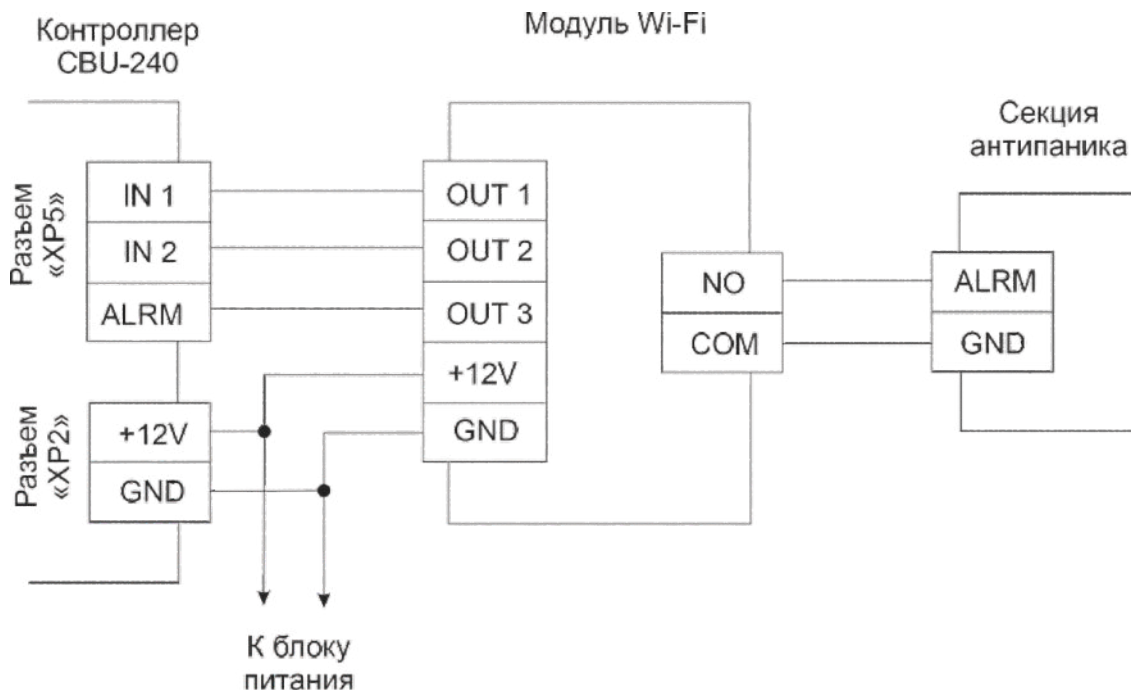 Контроллер
CBU-240
Модуль Wi-Fi
Секция
антипаника
Разъем
«XP5»
IN 1
IN 2
ALRM
OUT 1
OUT 2
OUT 3
+12V
GND
NO
COM
ALRM
GND
Разъем
«XP2»
+12V
GND
К блоку
питания